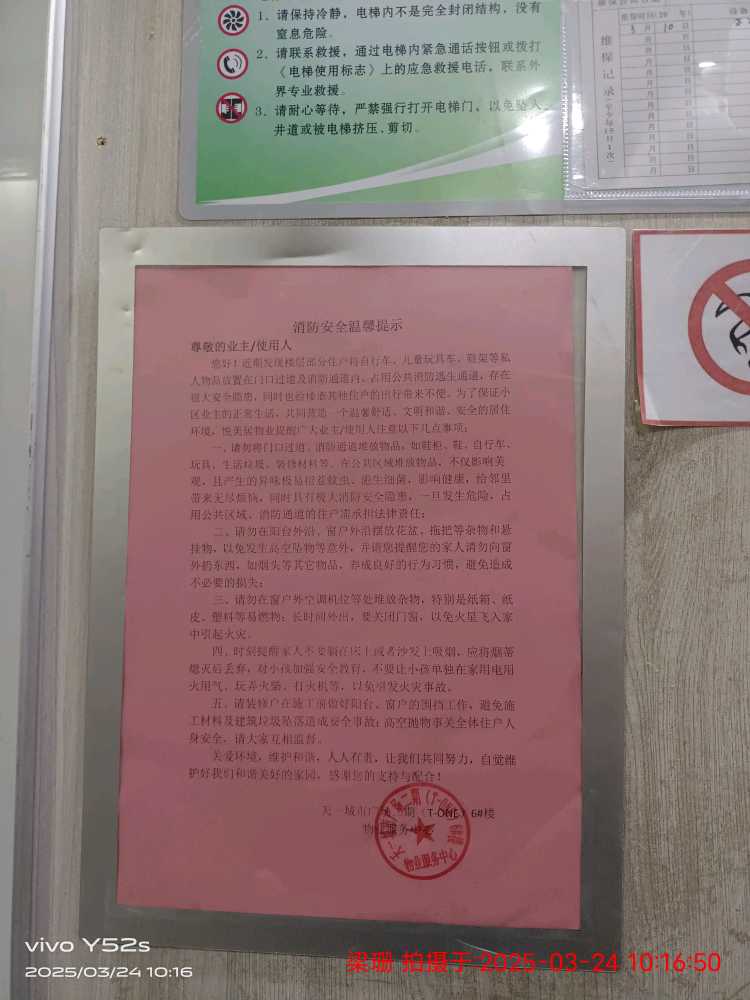 1、请保持冷静，电梯内不是完全封闭结构，没有
窒息危险。
2、请联系救援，通过电梯内紧急通话按钮或拨打
《电梯使用标志》上的应急救援电话，联系外
界专业救援。
3、请耐心等待，严禁强行打开电梯门，以免坠入
井道或被电梯挤压、剪切。
维保记录
3月10日
消防安全温馨提示
尊敬的业主/使用人
您好！近期发现楼层部分住户将自行车、儿童玩具车、鞋架等私
人物品放置在门口过道及消防通道内，占用公共消防逃生通道，存在
很大安全隐患，同时也给楼层其他住户的出行带来不便。为了保证小
区业主的正常生活，共同营造一个温馨舒适、文明和谐、安全的居住
环境，悦美居物业提醒广大业主/使用人注意以下几点事项：
一、请勿将门口过道、消防通道堆放物品，如鞋柜、鞋、自行车、
玩具、生活垃圾、装修材料等。在公共区域堆放物品，不仅影响美
观，且产生的异味极易招惹蚊虫、滋生细菌，影响健康，给邻里
带来无尽烦恼，同时具有极大消防安全隐患，一旦发生危险，占
用公共区域、消防通道的住户需承担法律责任；
二、请勿在阳台外沿、窗户外沿摆放花盆，拖把等杂物和悬
挂物，以免发生高空坠物等意外，并请您提醒您的家人请勿向窗
外扔东西，如烟头等其它物品，养成良好的行为习惯，避免造成
不必要的损失；
三、请勿在窗户外空调机位等处堆放杂物，特别是纸箱、纸
皮、塑料等易燃物；长时间外出，要关闭门窗，以免火星飞入家
中引起火灾。
四、时刻提醒家人不要躺在床上或者沙发上吸烟，应将烟蒂
熄灭后丢弃，对小孩加强安全教育，不要让小孩单独在家用电用
火用气、玩弄火柴、打火机等，以免引发火灾事故。
五、请装修户在施工前做好阳台、窗户的围挡工作，避免施
工材料及建筑垃圾坠落造成安全事故；高空抛物事关全体住户人
身安全，请大家互相监督。
关爱环境，维护和谐，人人有责，让我们共同努力，自觉维
护好我们和谐美好的家园，感谢您的支持与配合！
天一城市广场二期（T-ONE）6#楼
物业服务中心
vivo Y52s
2025/03/24 10:16
梁珊 拍摄于 2025-03-24 10:16:50